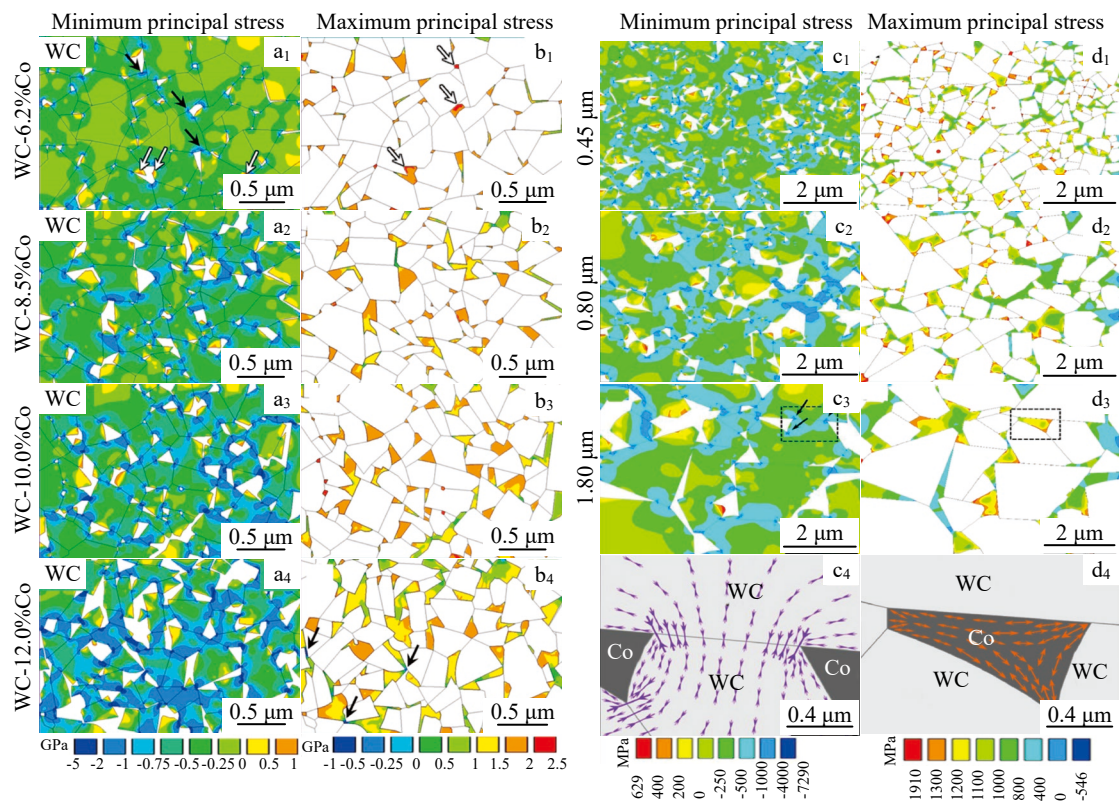 Minimum principal stress
Maximum principal stress
Minimum principal stress
Maximum principal stress
WC-6.2%Co
WC
a1
0.5 μm
b1
0.5 μm
0.45 μm
c1
2 μm
d1
2 μm
WC-8.5%Co
WC
a2
0.5 μm
b2
0.5 μm
0.80 μm
c2
2 μm
d2
2 μm
WC-10.0%Co
WC
a3
0.5 μm
b3
0.5 μm
1.80 μm
c3
2 μm
d3
2 μm
WC-12.0%Co
WC
a4
0.5 μm
b4
0.5 μm
c4
WC
Co
WC
Co
0.4 μm
d4
WC
Co
WC
WC
0.4 μm
GPa
-5 -2 -1 -0.75 -0.5 -0.25 0 0.5 1
GPa
-1 -0.5 -0.25 0 0.5 1 1.5 2 2.5
MPa
629 400 200 0 -250 -500 -1000 -4000 -7290
MPa
1910 1300 1200 1100 1000 800 400 0 -546